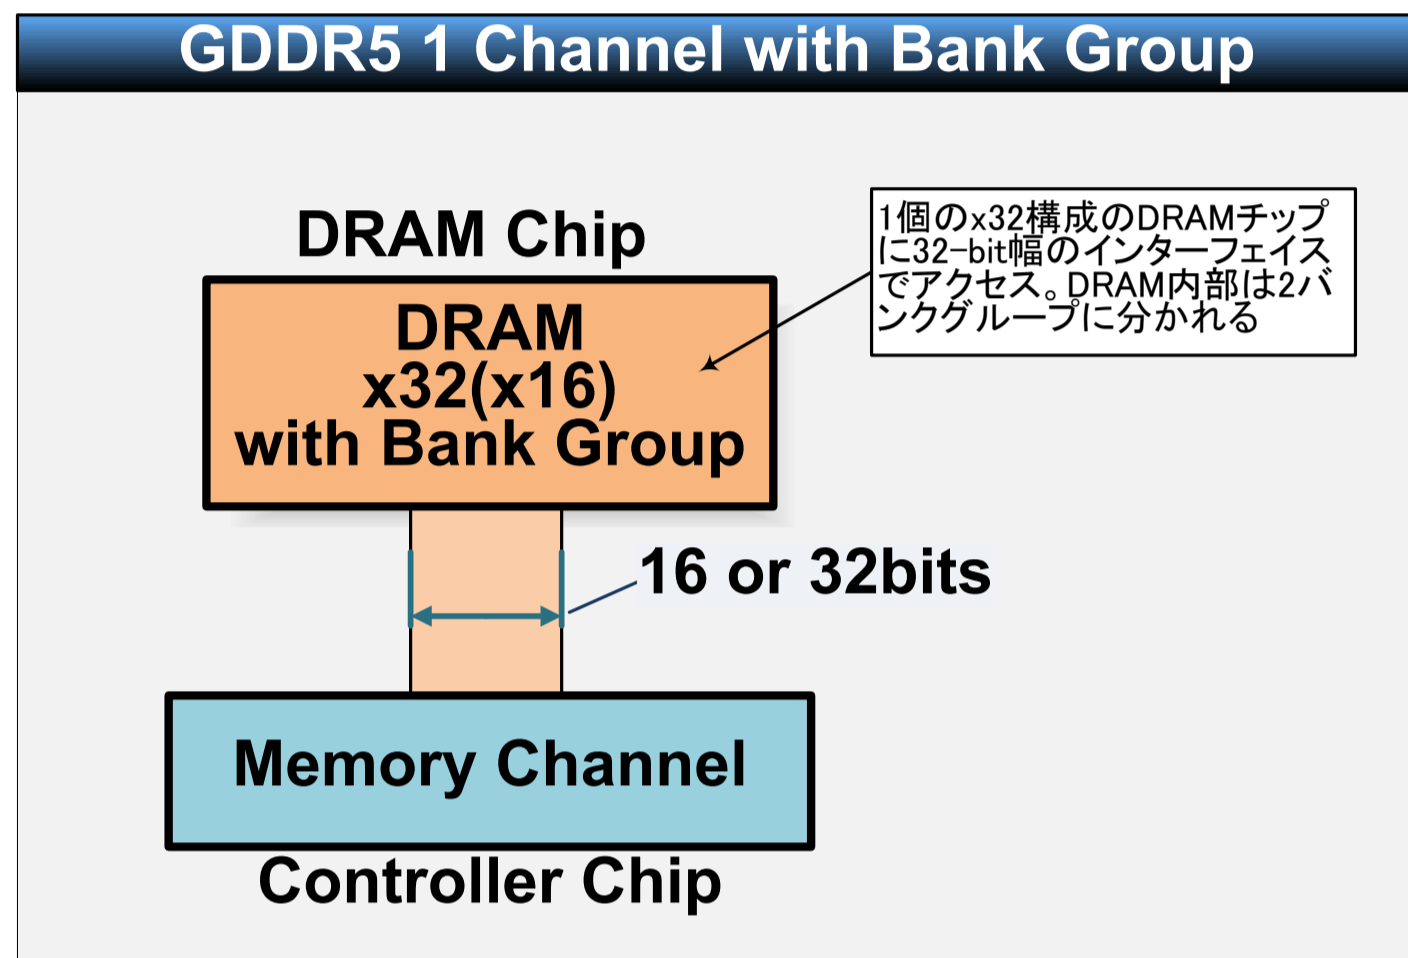 GDDR5 1 Channel with Bank Group
DRAM Chip
1個のx32構成のDRAMチップ
に32-bit幅のインターフェイス
でアクセス。DRAM内部は2バ
ンクグループに分かれる
DRAM
x32(x16)
with Bank Group
16 or 32bits
Memory Channel
Controller Chip